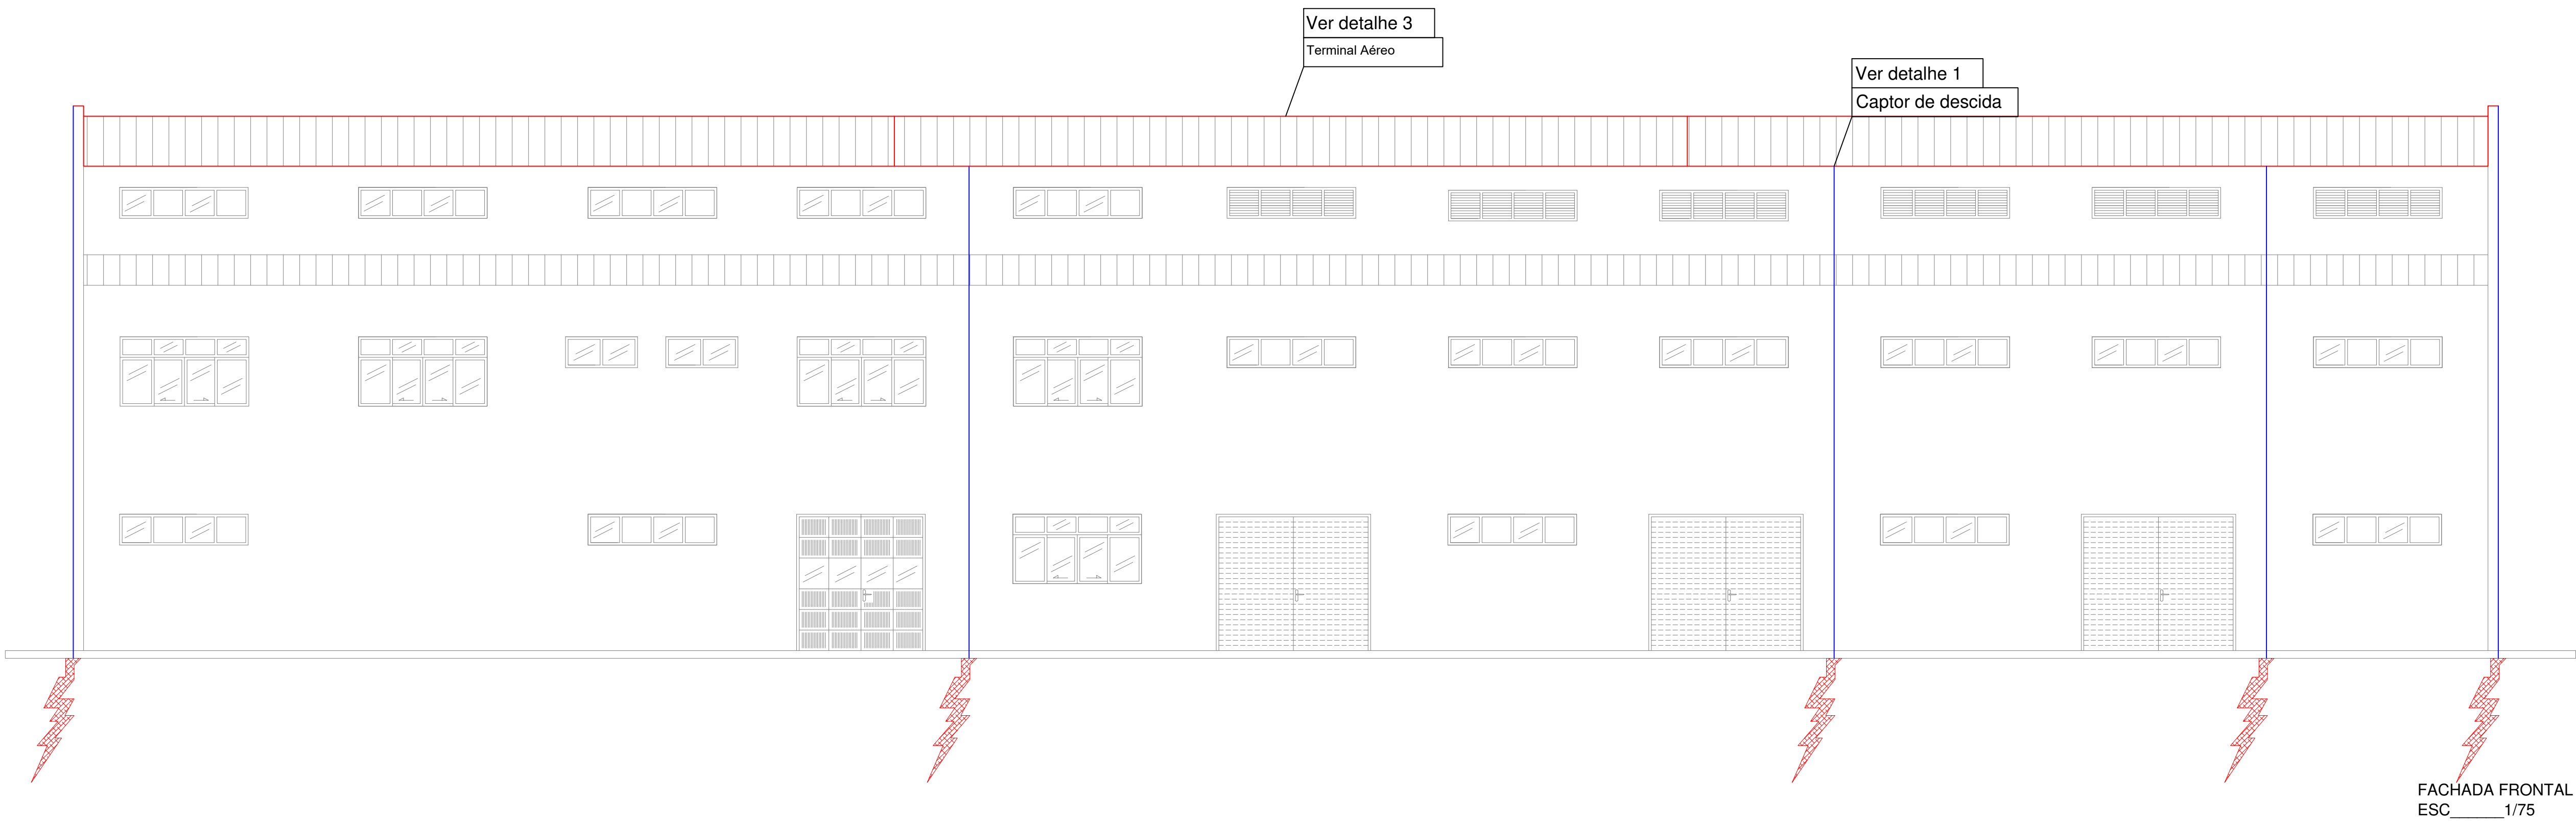 Ver detalhe 3
Terminal Aéreo
Ver detalhe 1
Captor de descida
FACHADA FRONTAL
ESC______1/75